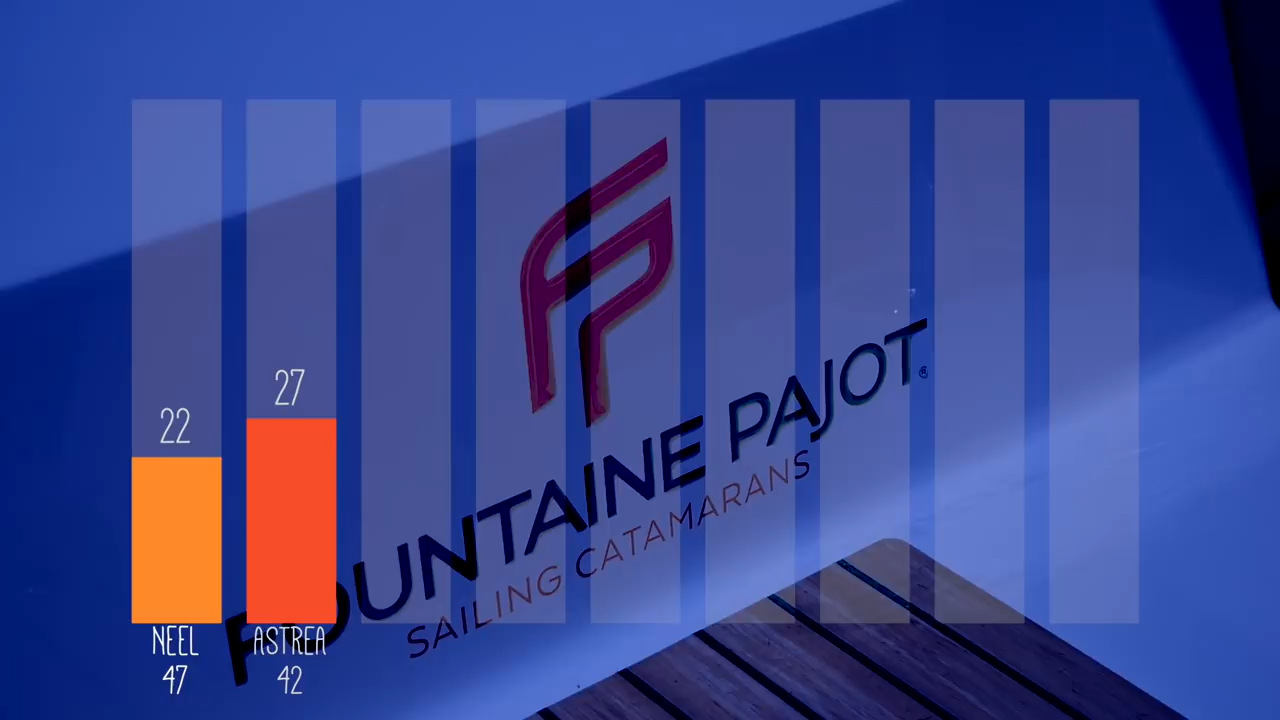 22
27
NEEL
47
ASTREA
42
FOUNTAINE PAJOT®
SAILING CATAMARANS